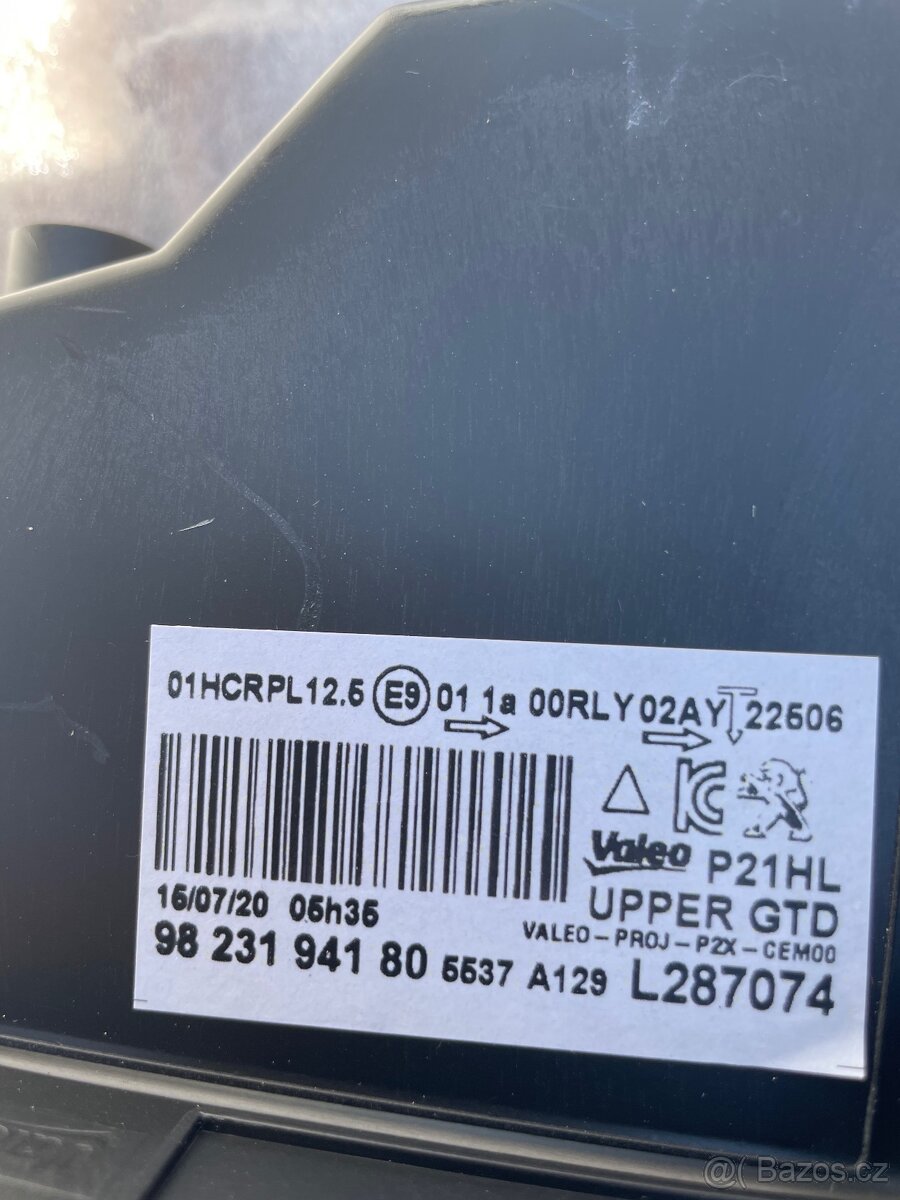 01HCRPL12.5 E9 01 1a 00RLY02AY 22506
KC
Valeo P21HL
15/07/20 05h35 UPPER GTD
VALEO-PROJ-P2X-CEM00
98 231 941 80 5537 A129 L287074
@( Bazos.cz